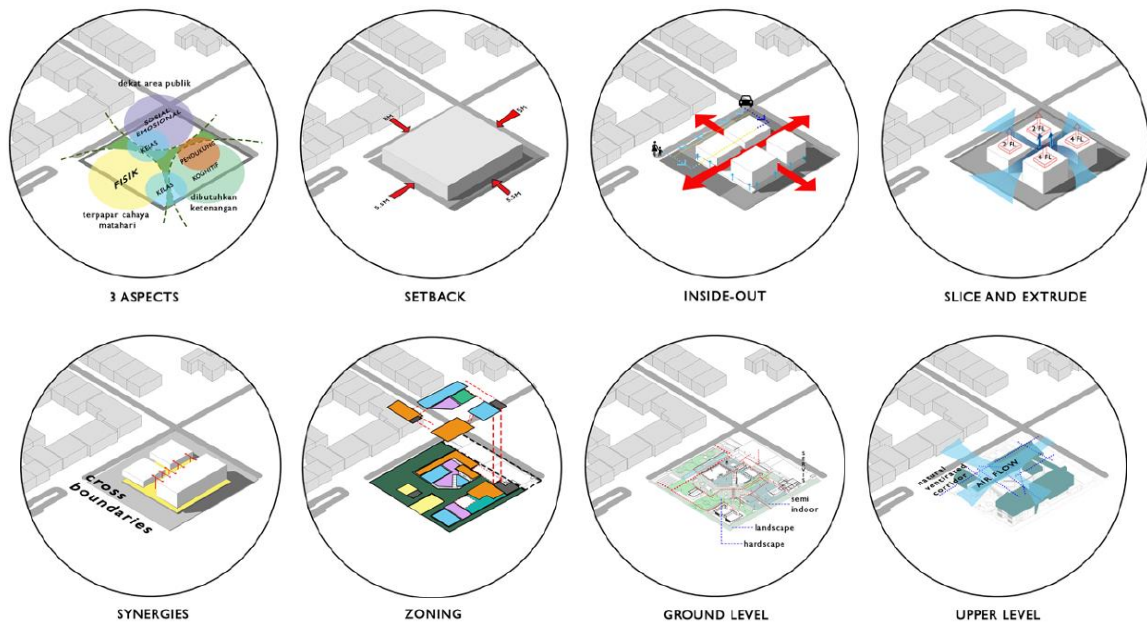 dekat area publik
SOSIAL
EMOSIONAL
KELAS
PENDUKUNG
FISIK
KOGNITIF
KELAS
dibutuhkan
ketenangan
terpapar cahaya
matahari
3 ASPECTS
5.5M
5.5M
SETBACK
INSIDE-OUT
2 FL
3 FL
4 FL
4 FL
SLICE AND EXTRUDE
cross
boundaries
SYNERGIES
ZONING
semi
indoor
landscape
hardscape
GROUND LEVEL
AIR FLOW
natural
corridor
UPPER LEVEL